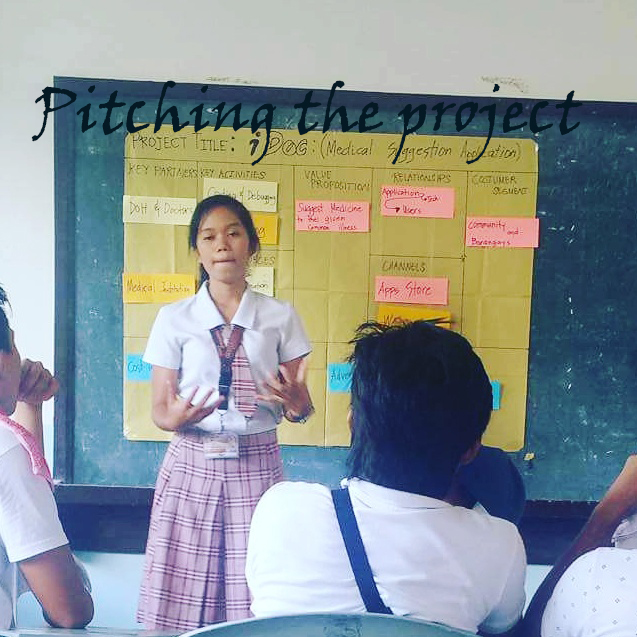 Pitching the project
PROJECT TITLE: iDOC: (Medical Suggestion Application)
KEY PARTNERS
KEY ACTIVITIES
VALUE PROPOSITION
RELATIONSHIPS
COSTUMER SEGMENT
DOH & Doctors
Coding & Debugging
Suggest Medicine
to the given
Common illness
Application
Users
Community and
Barangays
CHANNELS
Medical Institution
Apps Store
Cost
Adve